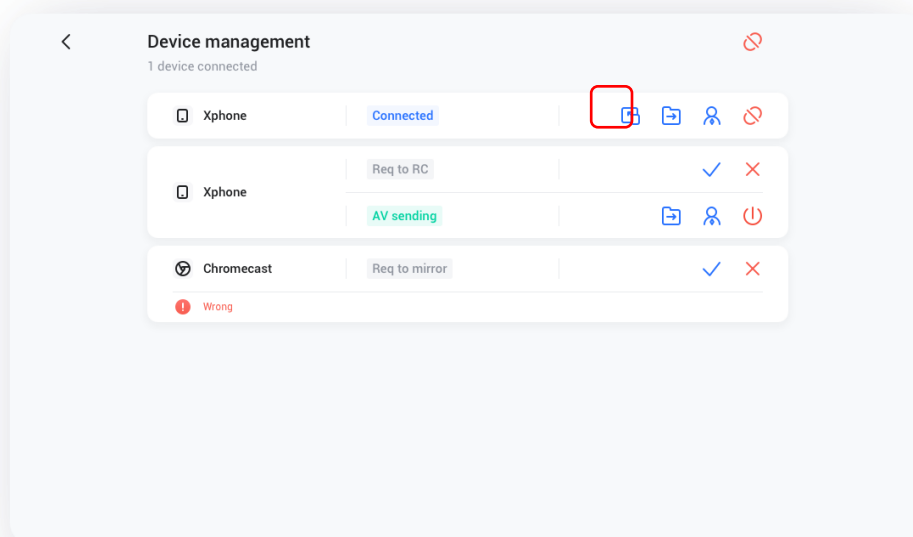 Device management
1 device connected
Xphone Connected
Req to RC
Xphone
AV sending
Chromecast Req to mirror
Wrong